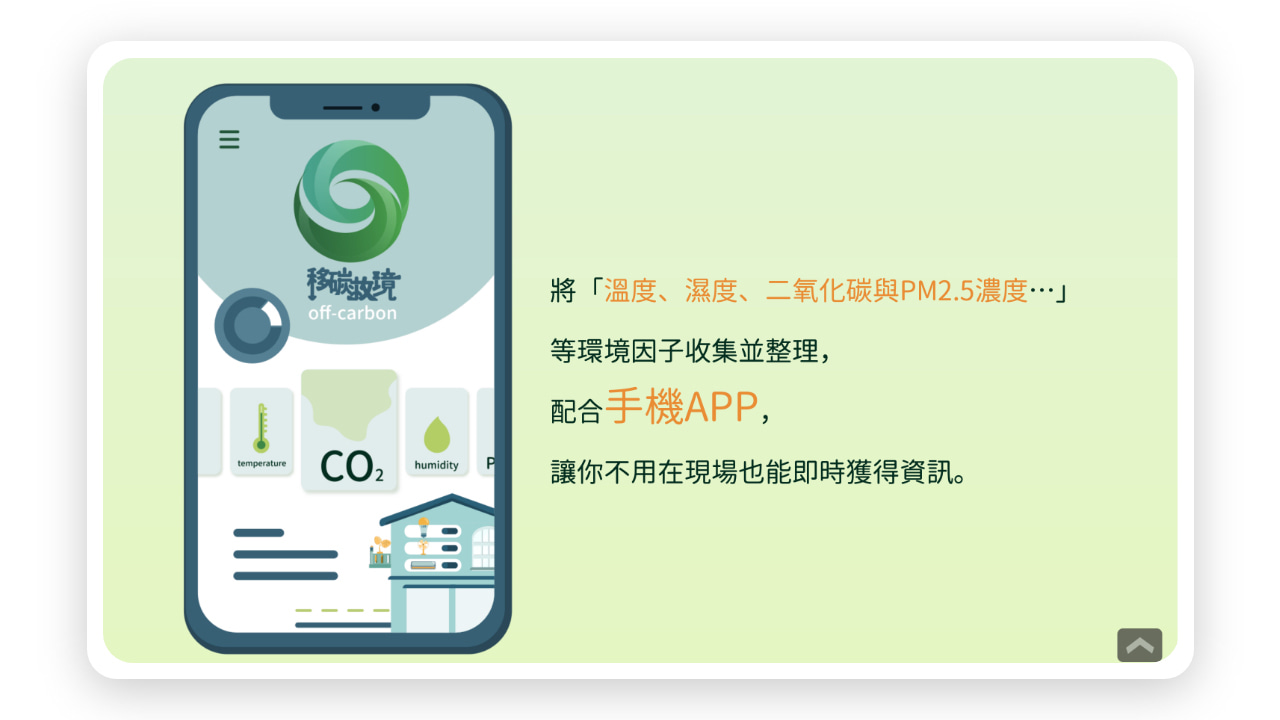 移碳故境
off-carbon
temperature
CO2
humidity
P
將「溫度、濕度、二氧化碳與PM2.5濃度…」
等環境因子收集並整理，
配合手機APP，
讓你不用在現場也能即時獲得資訊。